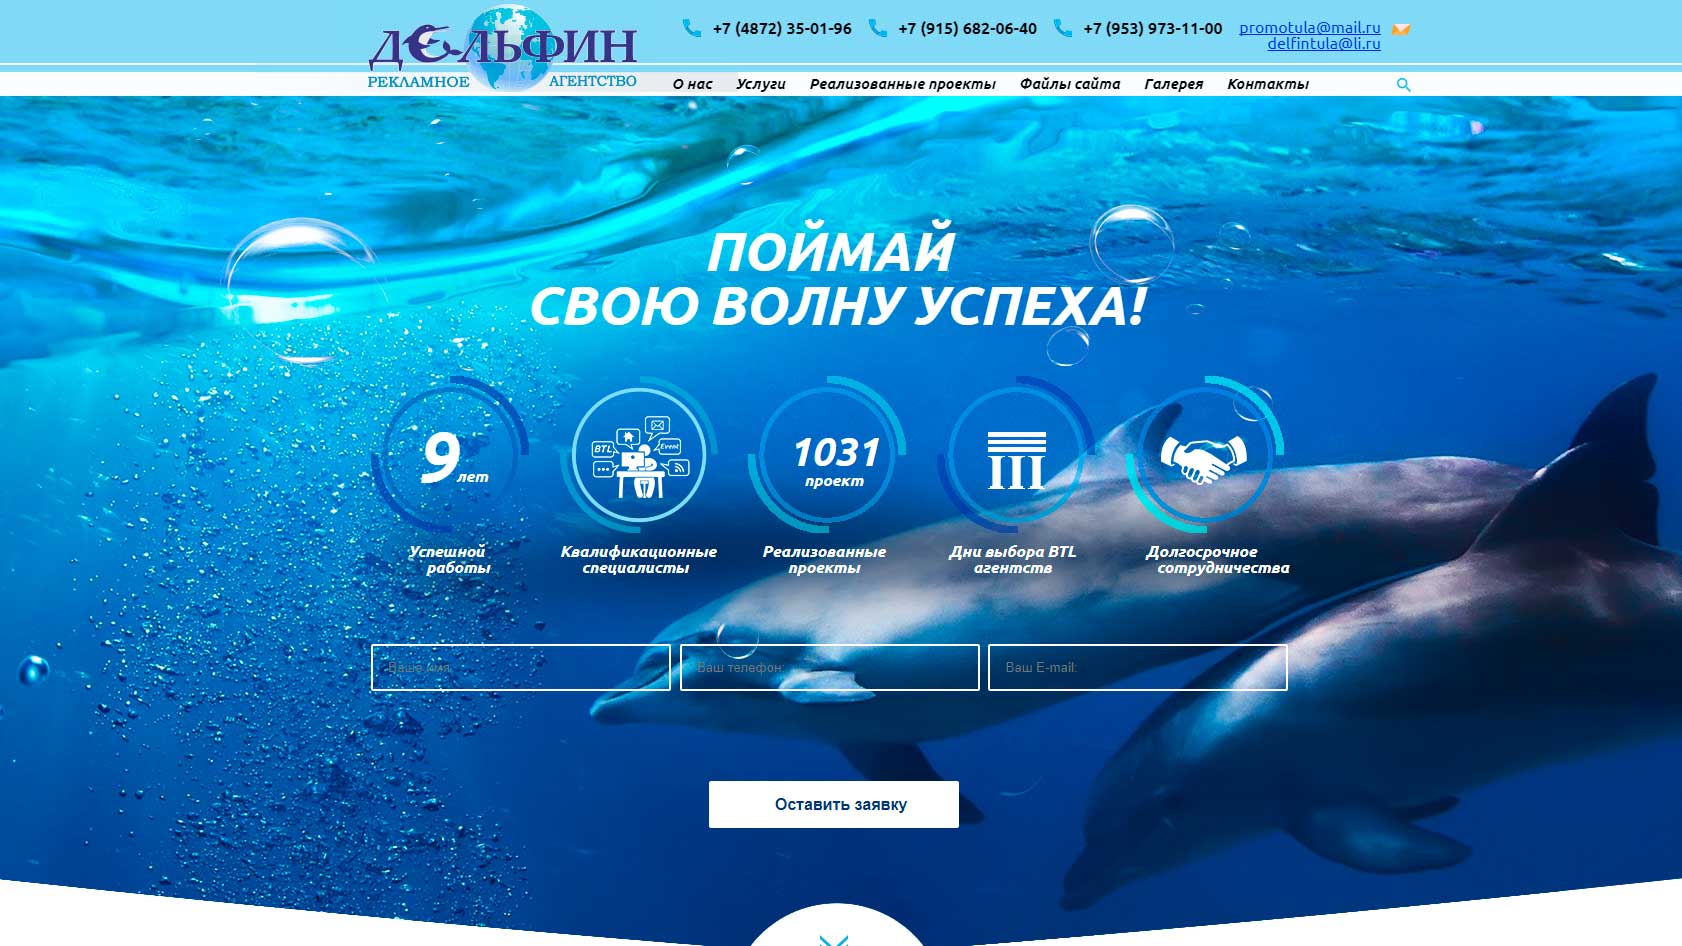 ДЕЛЬФИН
РЕКЛАМНОЕ АГЕНТСТВО
+7 (4872) 35-01-96
+7 (915) 682-06-40
+7 (953) 973-11-00
promotula@mail.ru
delfintula@li.ru
О нас
Услуги
Реализованные проекты
Файлы сайта
Галерея
Контакты
ПОЙМАЙ
СВОЮ ВОЛНУ УСПЕХА!
9 лет
Успешной
работы
BTL
Event
Квалификационные
специалисты
1031
проект
Реализованные
проекты
Дни выбора BTL
агентств
Долгосрочное
сотрудничества
Ваше имя:
Ваш телефон:
Ваш E-mail:
Оставить заявку